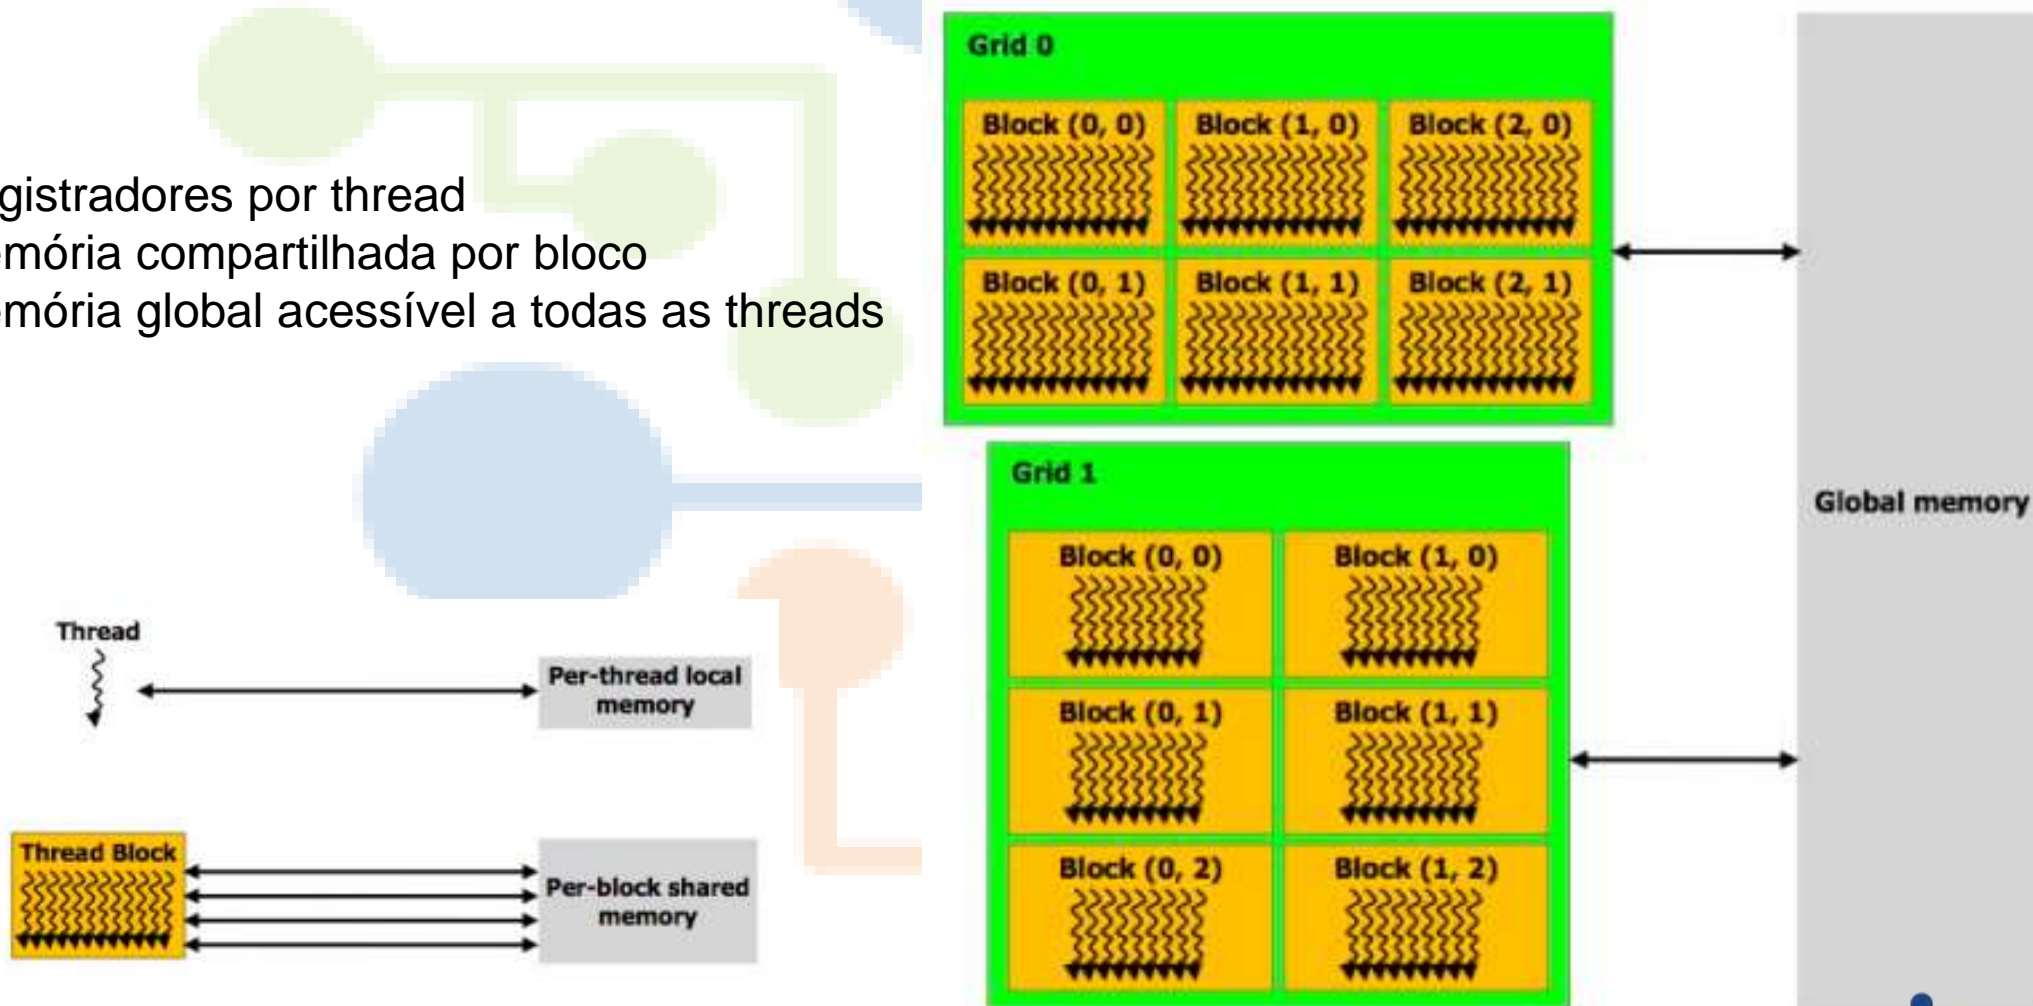 gistradores por thread
emória compartilhada por bloco
emória global acessível a todas as threads
Thread
Per-thread local
memory
Thread Block
Per-block shared
memory
Grid 0
Block (0, 0) Block (1, 0) Block (2, 0)
Block (0, 1) Block (1, 1) Block (2, 1)
Grid 1
Block (0, 0) Block (1, 0)
Block (0, 1) Block (1, 1)
Block (0, 2) Block (1, 2)
Global memory